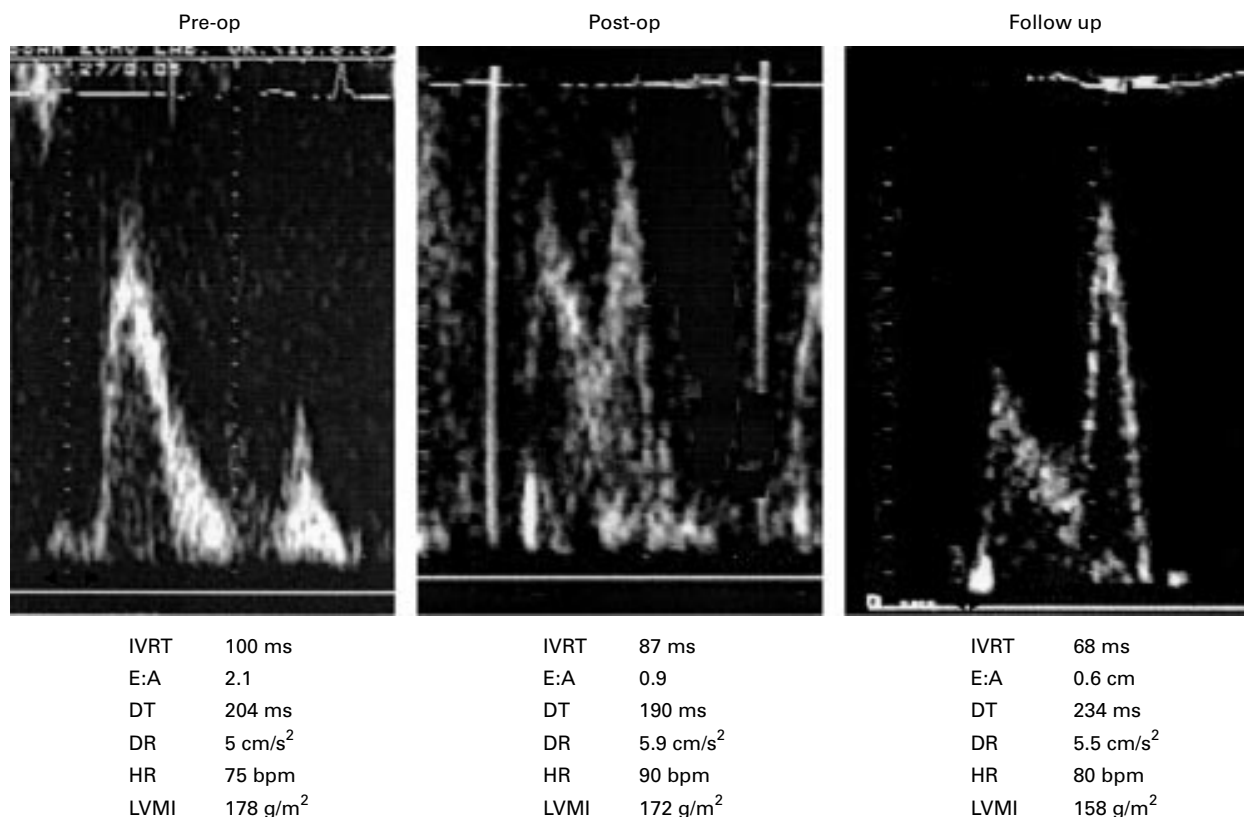 Pre-op Post-op Follow up
IVRT 100 ms
E:A 2.1
DT 204 ms
DR 5 cm/s²
HR 75 bpm
LVMI 178 g/m²
IVRT 87 ms
E:A 0.9
DT 190 ms
DR 5.9 cm/s²
HR 90 bpm
LVMI 172 g/m²
IVRT 68 ms
E:A 0.6 cm
DT 234 ms
DR 5.5 cm/s²
HR 80 bpm
LVMI 158 g/m²